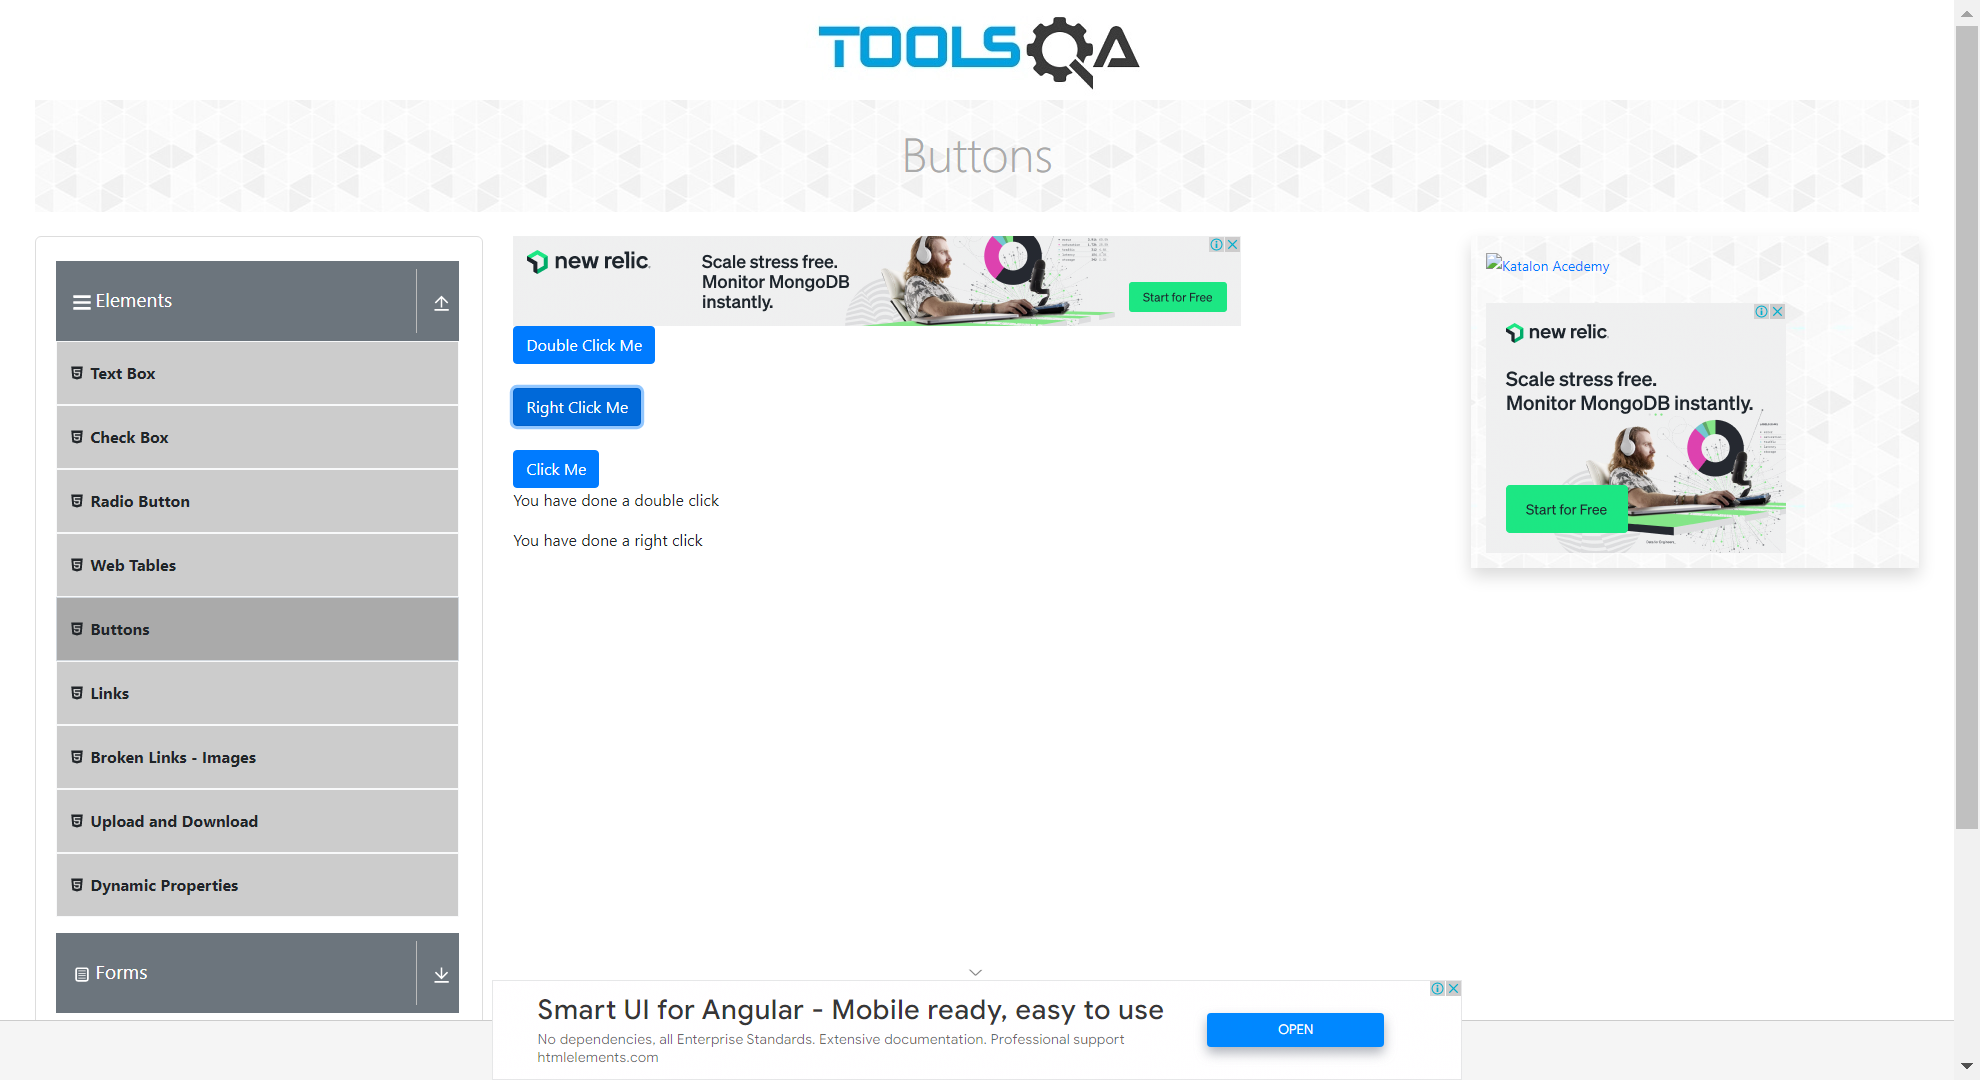 TOOLSQA
Buttons
Elements
Text Box
Check Box
Radio Button
Web Tables
Buttons
Links
Broken Links - Images
Upload and Download
Dynamic Properties
Forms
new relic.
Scale stress free.
Monitor MongoDB
instantly.
Start for Free
Double Click Me
Right Click Me
Click Me
You have done a double click
You have done a right click
Katalon Acedemy
new relic.
Scale stress free.
Monitor MongoDB instantly.
Start for Free
Smart UI for Angular - Mobile ready, easy to use
No dependencies, all Enterprise Standards. Extensive documentation. Professional support
htmlelements.com
OPEN